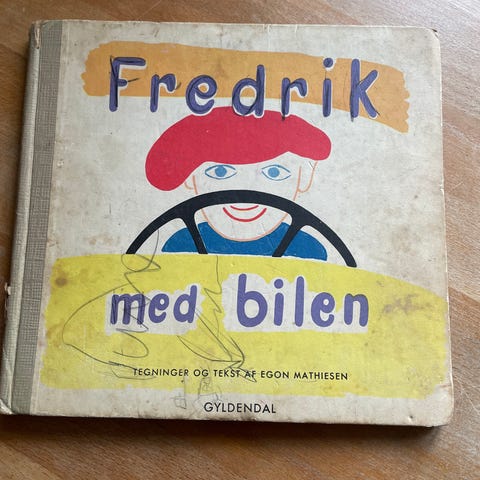 Fredrik
med bilen
TEGNINGER OG TEKST AF EGON MATHIESEN
GYLDENDAL